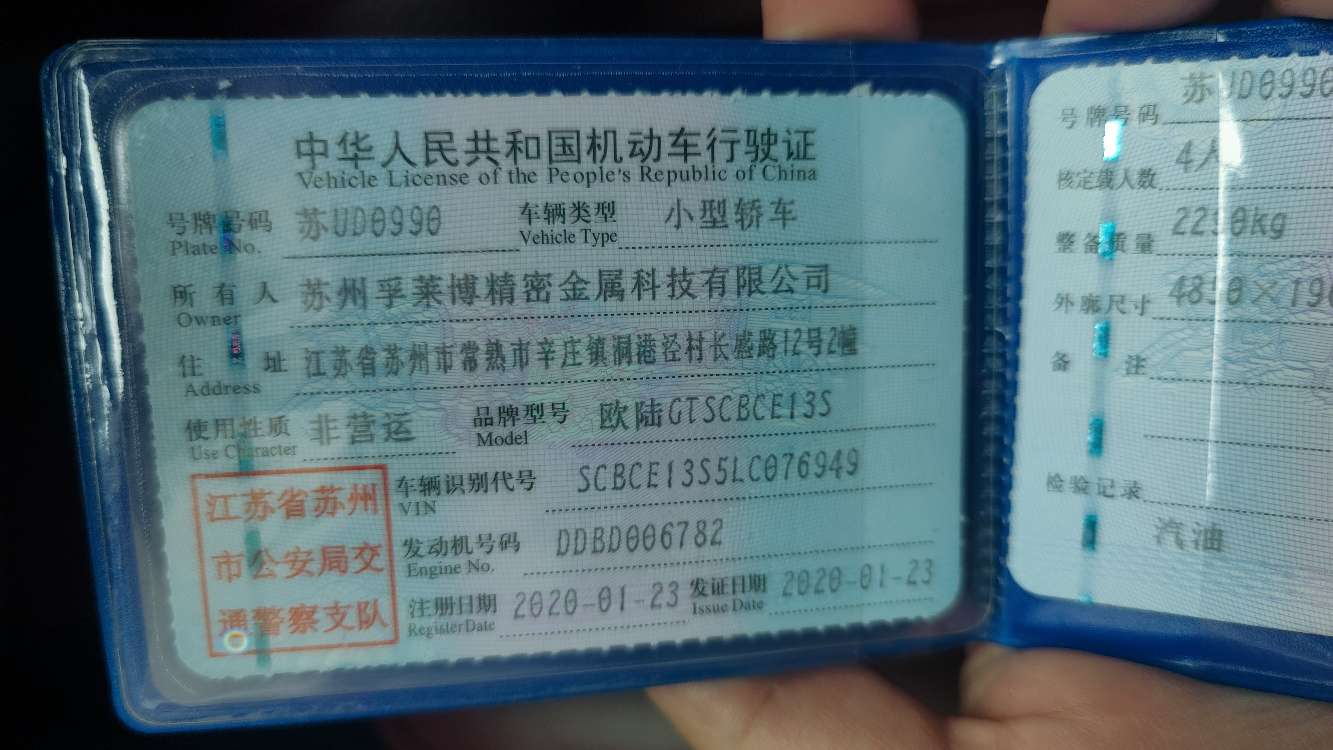 中华人民共和国机动车行驶证
Vehicle License of the People's Republic of China
号牌号码 苏UD0990 车辆类型 小型轿车
Plate No. Vehicle Type
所有人 苏州孚莱博精密金属科技有限公司
Owner
住址 江苏省苏州市常熟市辛庄镇洞港泾村长盛路12号2幢
Address
使用性质 非营运 品牌型号 欧陆GTSCBCE13S
Use Character Model
车辆识别代号 SCBCE13S5LC076949
VIN
发动机号码 DDBD006782
Engine No.
注册日期 2020-01-23 发证日期 2020-01-23
Register Date Issue Date
江苏省苏州
市公安局交
通警察支队
号牌号码 苏UD0990
核定载人数 4人
整备质量
外廓尺寸
备注
检验记录
汽油